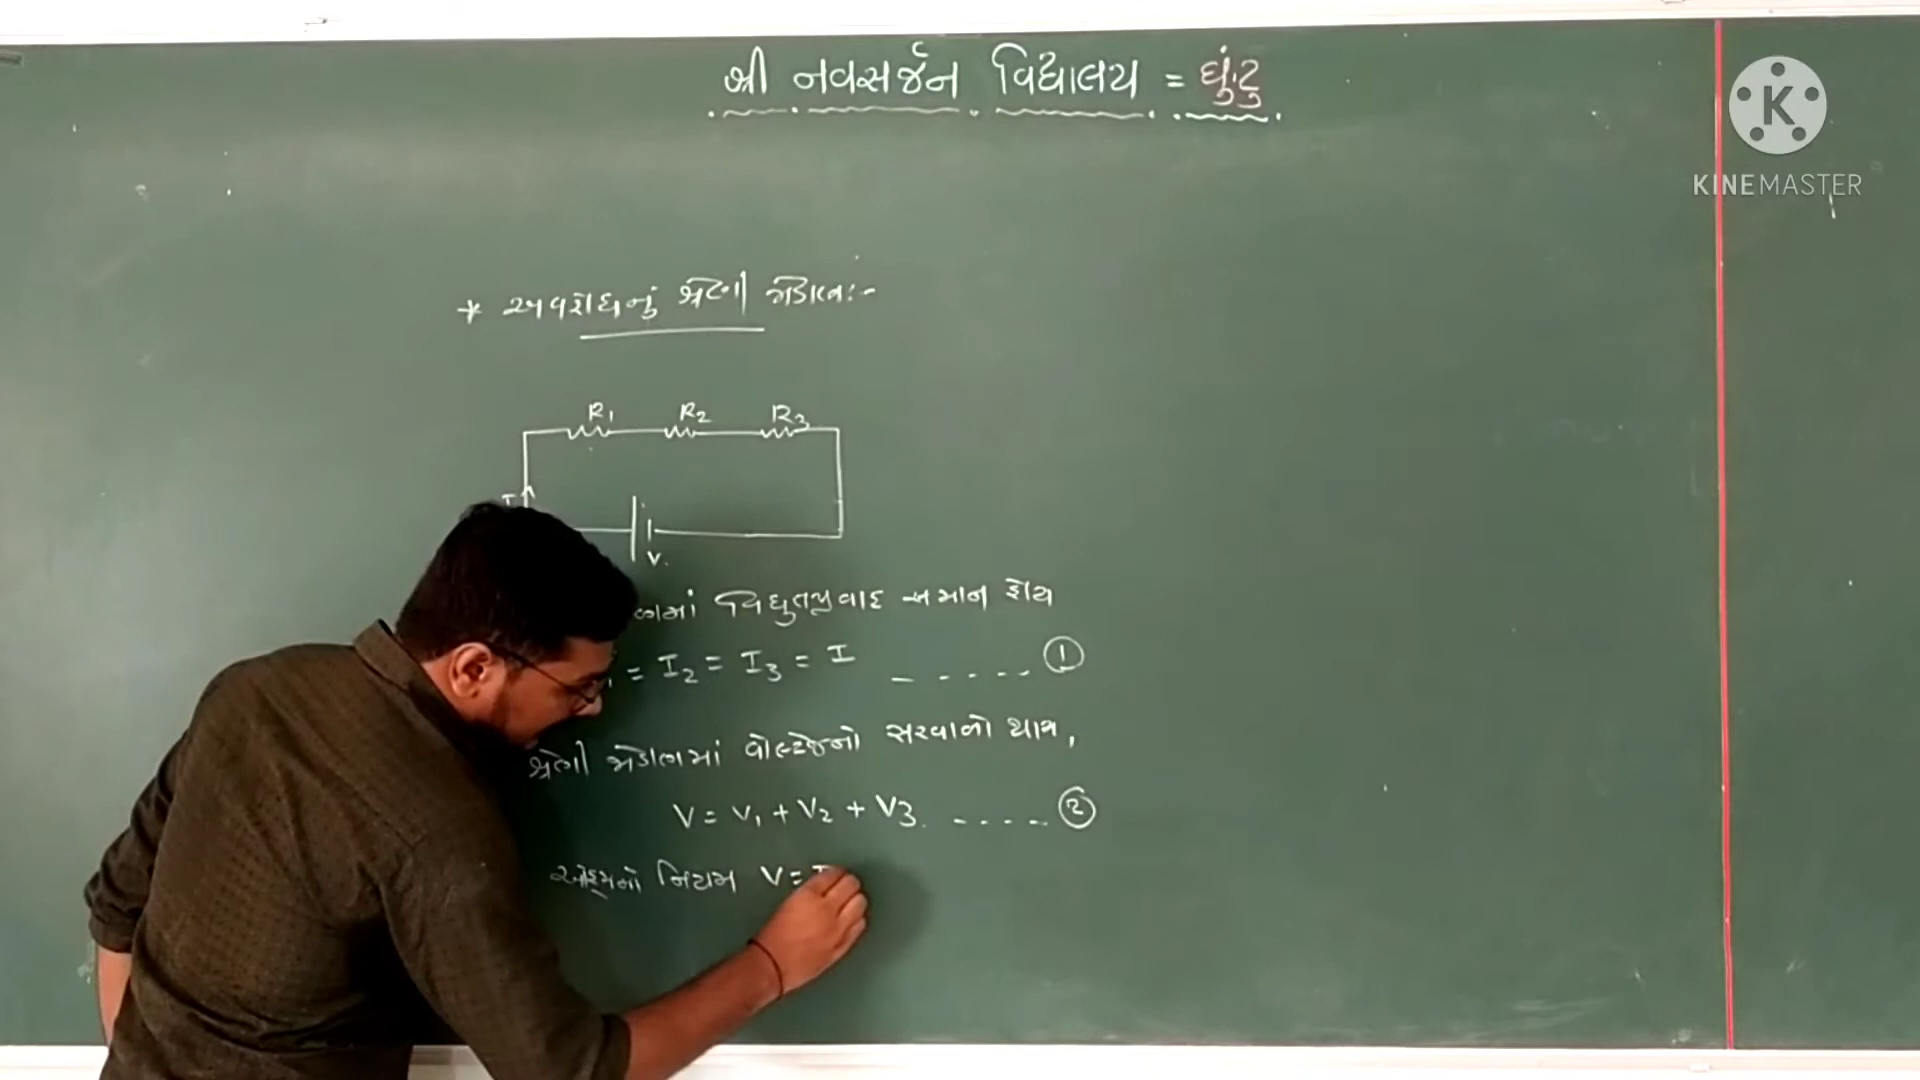 શ્રી નવસર્જન વિદ્યાલય = ઘુંટુ
KINEMASTER
* અવરોધનું શ્રેણી જોડાણ:-
R1 R2 R3
I
V.
વિદ્યુતપ્રવાહ સમાન હોય
= I2 = I3 = I - - - - - - 1
શ્રેણી જોડાણમાં વોલ્ટેજનો સરવાળો થાય,
V = V1 + V2 + V3. - - - - - 2
ઓહ્મનો નિયમ V = I